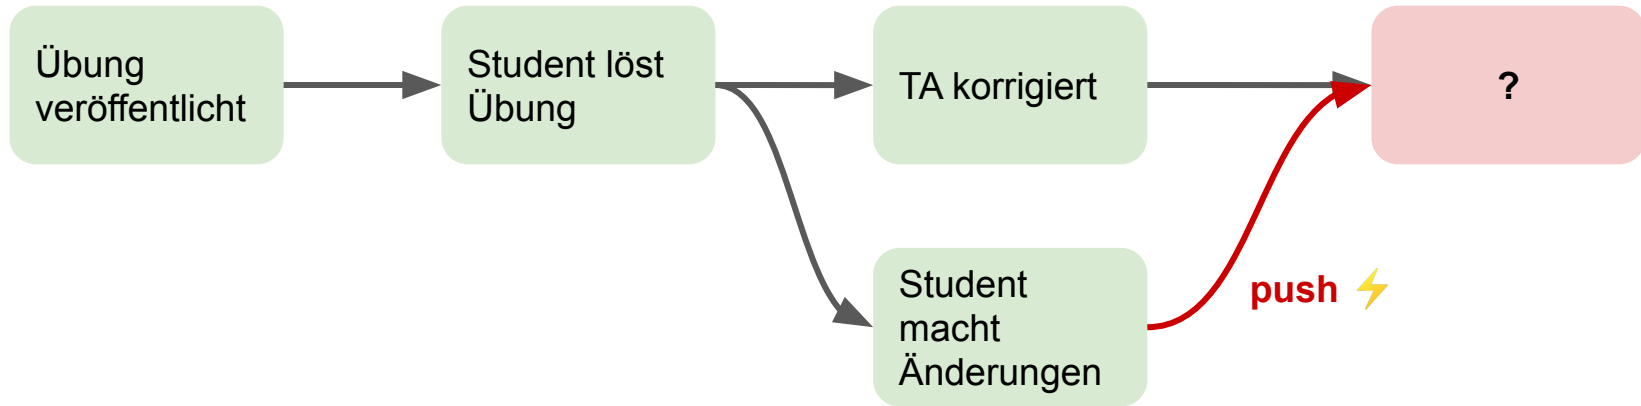 Übung
veröffentlicht
Student löst
Übung
TA korrigiert
?
Student
macht
Änderungen
push ⚡